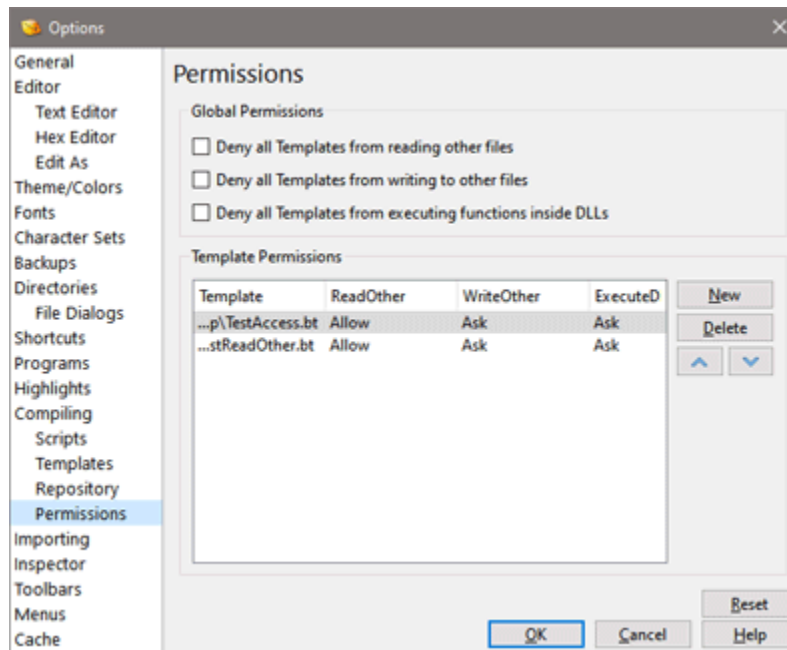 Options
General
Editor
Text Editor
Hex Editor
Edit As
Theme/Colors
Fonts
Character Sets
Backups
Directories
File Dialogs
Shortcuts
Programs
Highlights
Compiling
Scripts
Templates
Repository
Permissions
Importing
Inspector
Toolbars
Menus
Cache
Permissions
Global Permissions
Deny all Templates from reading other files
Deny all Templates from writing to other files
Deny all Templates from executing functions inside DLLs
Template Permissions
Template ReadOther WriteOther ExecuteD
...p\TestAccess.bt Allow Ask Ask
...stReadOther.bt Allow Ask Ask
New
Delete
Reset
OK Cancel Help